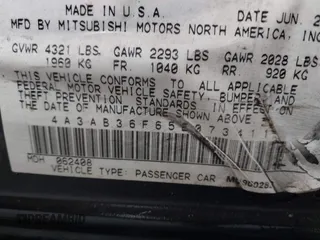 MADE IN U.S.A. DATE JUN. 2
MFD BY MITSUBISHI MOTORS NORTH AMERICA, INC
GVWR 4321 LBS. GAWR 2293 LBS GAWR 2028 LBS
1960 KG FR. 1040 KG RR. 920 KG
THIS VEHICLE CONFORMS TO ALL APPLICABLE
FEDERAL MOTOR VEHICLE SAFETY, BUMPER, AND
THEFT PREVENTION STANDARDS IN EFFECT ON
THE DATE OF MANUFACTURE SHOWN ABOVE.
4A3AB36F65
MDH 062408
VEHICLE TYPE: PASSENGER CAR